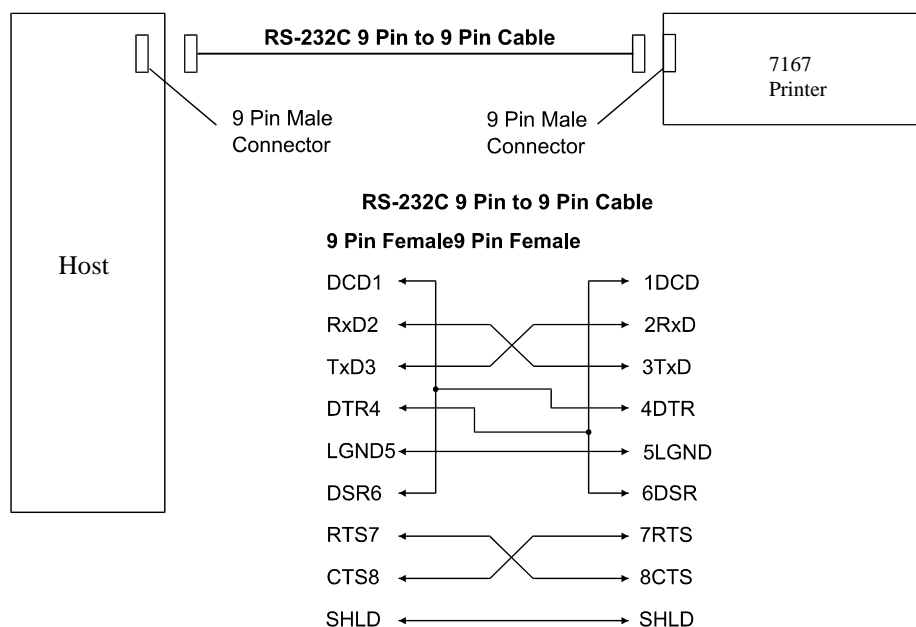 RS-232C 9 Pin to 9 Pin Cable
7167
Printer
9 Pin Male
Connector
9 Pin Male
Connector
Host
RS-232C 9 Pin to 9 Pin Cable
9 Pin Female9 Pin Female
DCD1 1DCD
RxD2 2RxD
TxD3 3TxD
DTR4 4DTR
LGND5 5LGND
DSR6 6DSR
RTS7 7RTS
CTS8 8CTS
SHLD SHLD